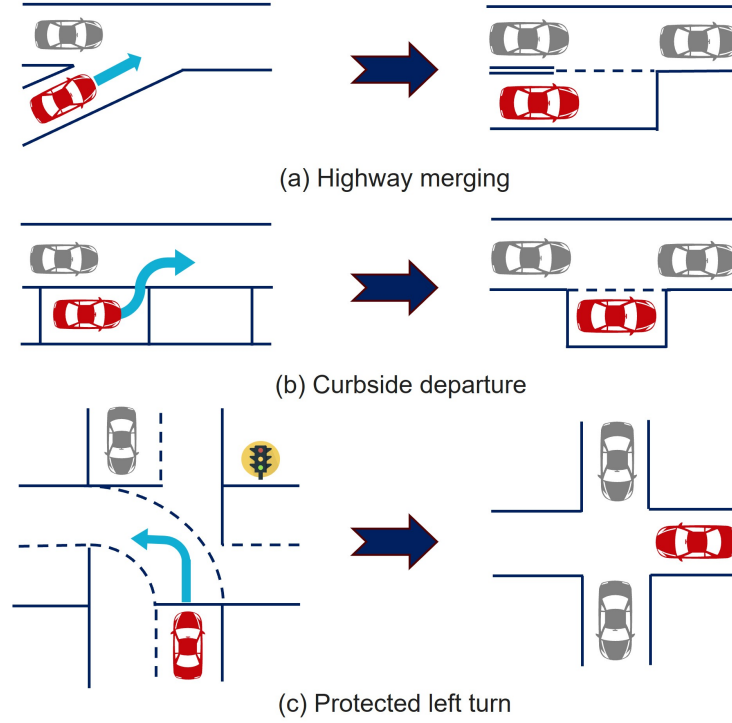 (a) Highway merging
(b) Curbside departure
(c) Protected left turn